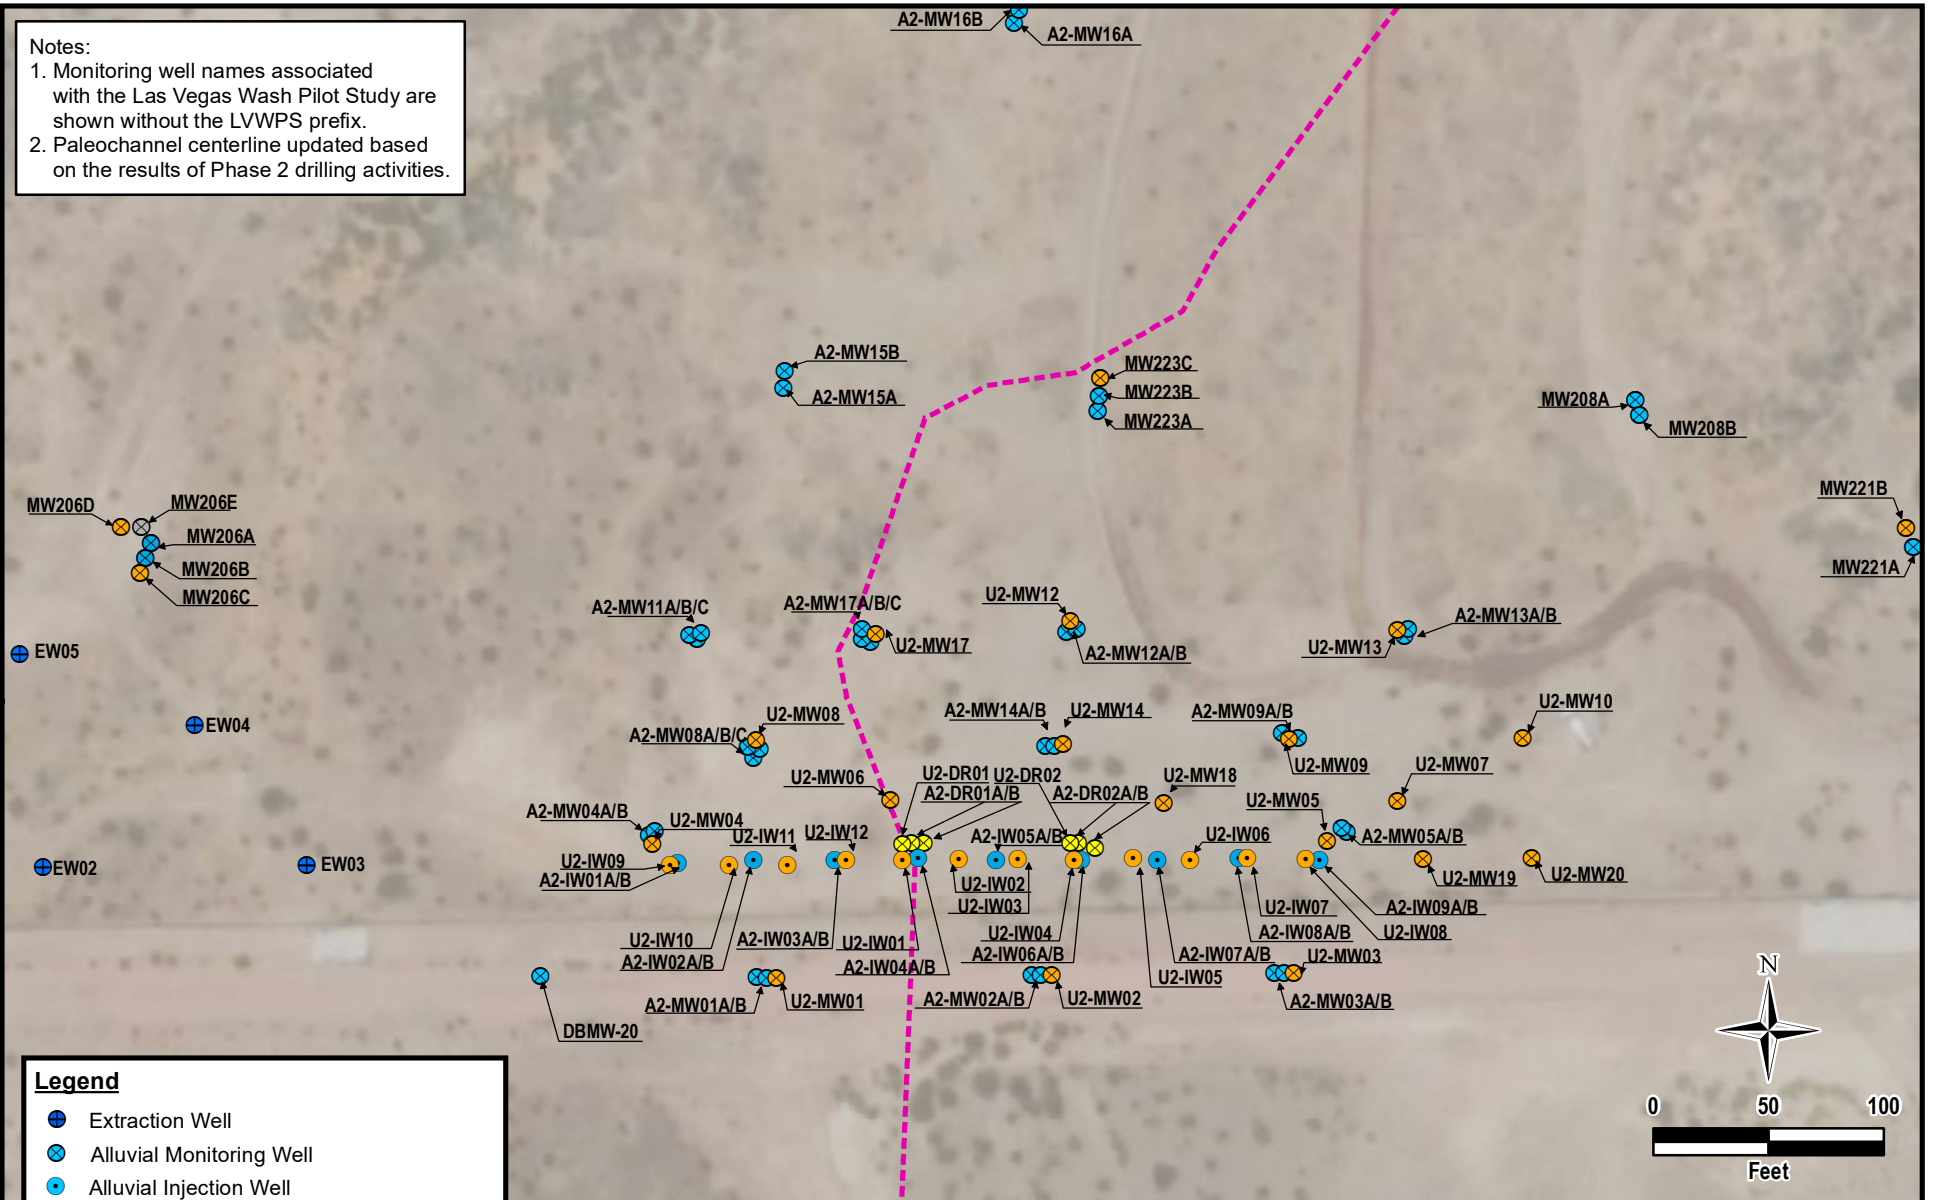 A2-MW16B
A2-MW16A
Notes:
1. Monitoring well names associated
with the Las Vegas Wash Pilot Study are
shown without the LVWPS prefix.
2. Paleochannel centerline updated based
on the results of Phase 2 drilling activities.
A2-MW15B
A2-MW15A
MW223C
MW223B
MW223A
MW208A
MW208B
MW221B
MW221A
MW206D
MW206E
MW206A
MW206B
MW206C
A2-MW11A/B/C
A2-MW17A/B/C
U2-MW17
U2-MW12
A2-MW12A/B
U2-MW13
A2-MW13A/B
EW05
EW04
U2-MW08
A2-MW08A/B/C
A2-MW14A/B
U2-MW14
A2-MW09A/B
U2-MW09
U2-MW10
U2-MW06
U2-DR01
U2-DR02
A2-DR01A/B
A2-DR02A/B
U2-MW18
U2-MW07
U2-MW05
A2-MW05A/B
A2-MW04A/B
U2-MW04
U2-IW11
U2-IW12
A2-IW05A/B
U2-IW06
EW02
EW03
U2-IW09
A2-IW01A/B
U2-IW02
U2-IW03
U2-MW19
U2-MW20
U2-IW07
A2-IW09A/B
U2-IW10
A2-IW02A/B
A2-IW03A/B
U2-IW01
A2-IW04A/B
U2-IW04
A2-IW06A/B
A2-IW07A/B
U2-IW05
A2-IW08A/B
U2-IW08
U2-MW03
A2-MW03A/B
A2-MW01A/B
U2-MW01
A2-MW02A/B
U2-MW02
DBMW-20
N
0 50 100
Feet
Legend
Extraction Well
Alluvial Monitoring Well
Alluvial Injection Well